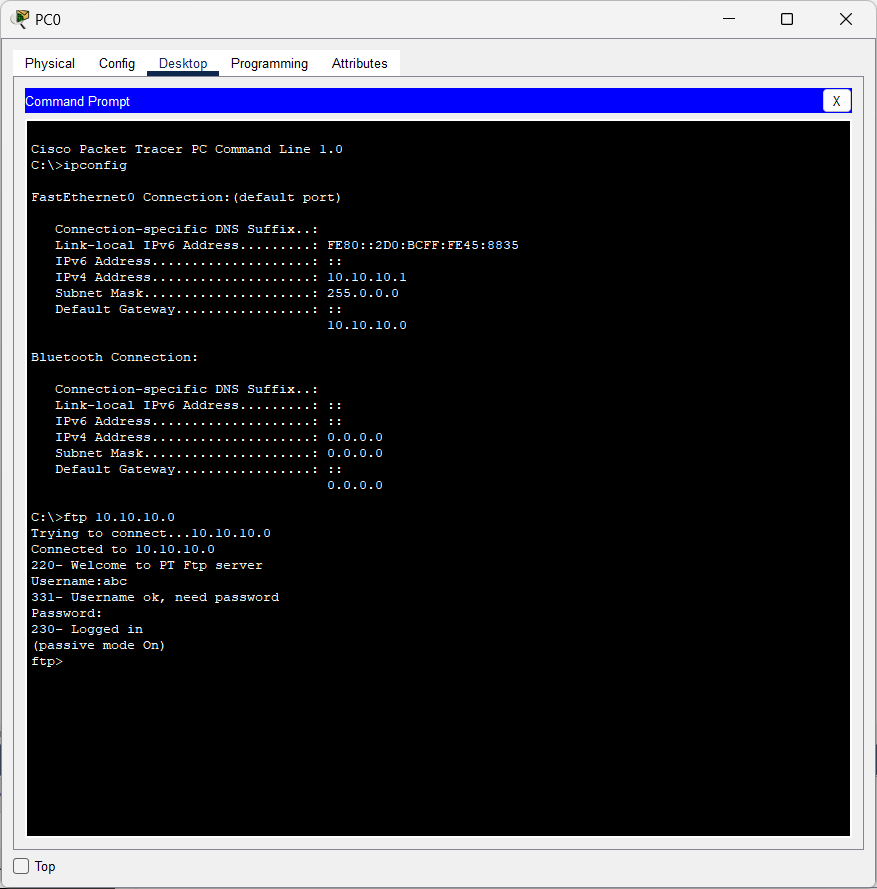 PC0
Physical Config Desktop Programming Attributes
Command Prompt X
Cisco Packet Tracer PC Command Line 1.0
C:\>ipconfig
FastEthernet0 Connection:(default port)
Connection-specific DNS Suffix..:
Link-local IPv6 Address.........: FE80::2D0:BCFF:FE45:8835
IPv6 Address....................: ::
IPv4 Address....................: 10.10.10.1
Subnet Mask.....................: 255.0.0.0
Default Gateway.................: ::
10.10.10.0
Bluetooth Connection:
Connection-specific DNS Suffix..:
Link-local IPv6 Address.........: ::
IPv6 Address....................: ::
IPv4 Address....................: 0.0.0.0
Subnet Mask.....................: 0.0.0.0
Default Gateway.................: ::
0.0.0.0
C:\>ftp 10.10.10.0
Trying to connect...10.10.10.0
Connected to 10.10.10.0
220- Welcome to PT Ftp server
Username:abc
331- Username ok, need password
Password:
230- Logged in
(passive mode On)
ftp>
Top